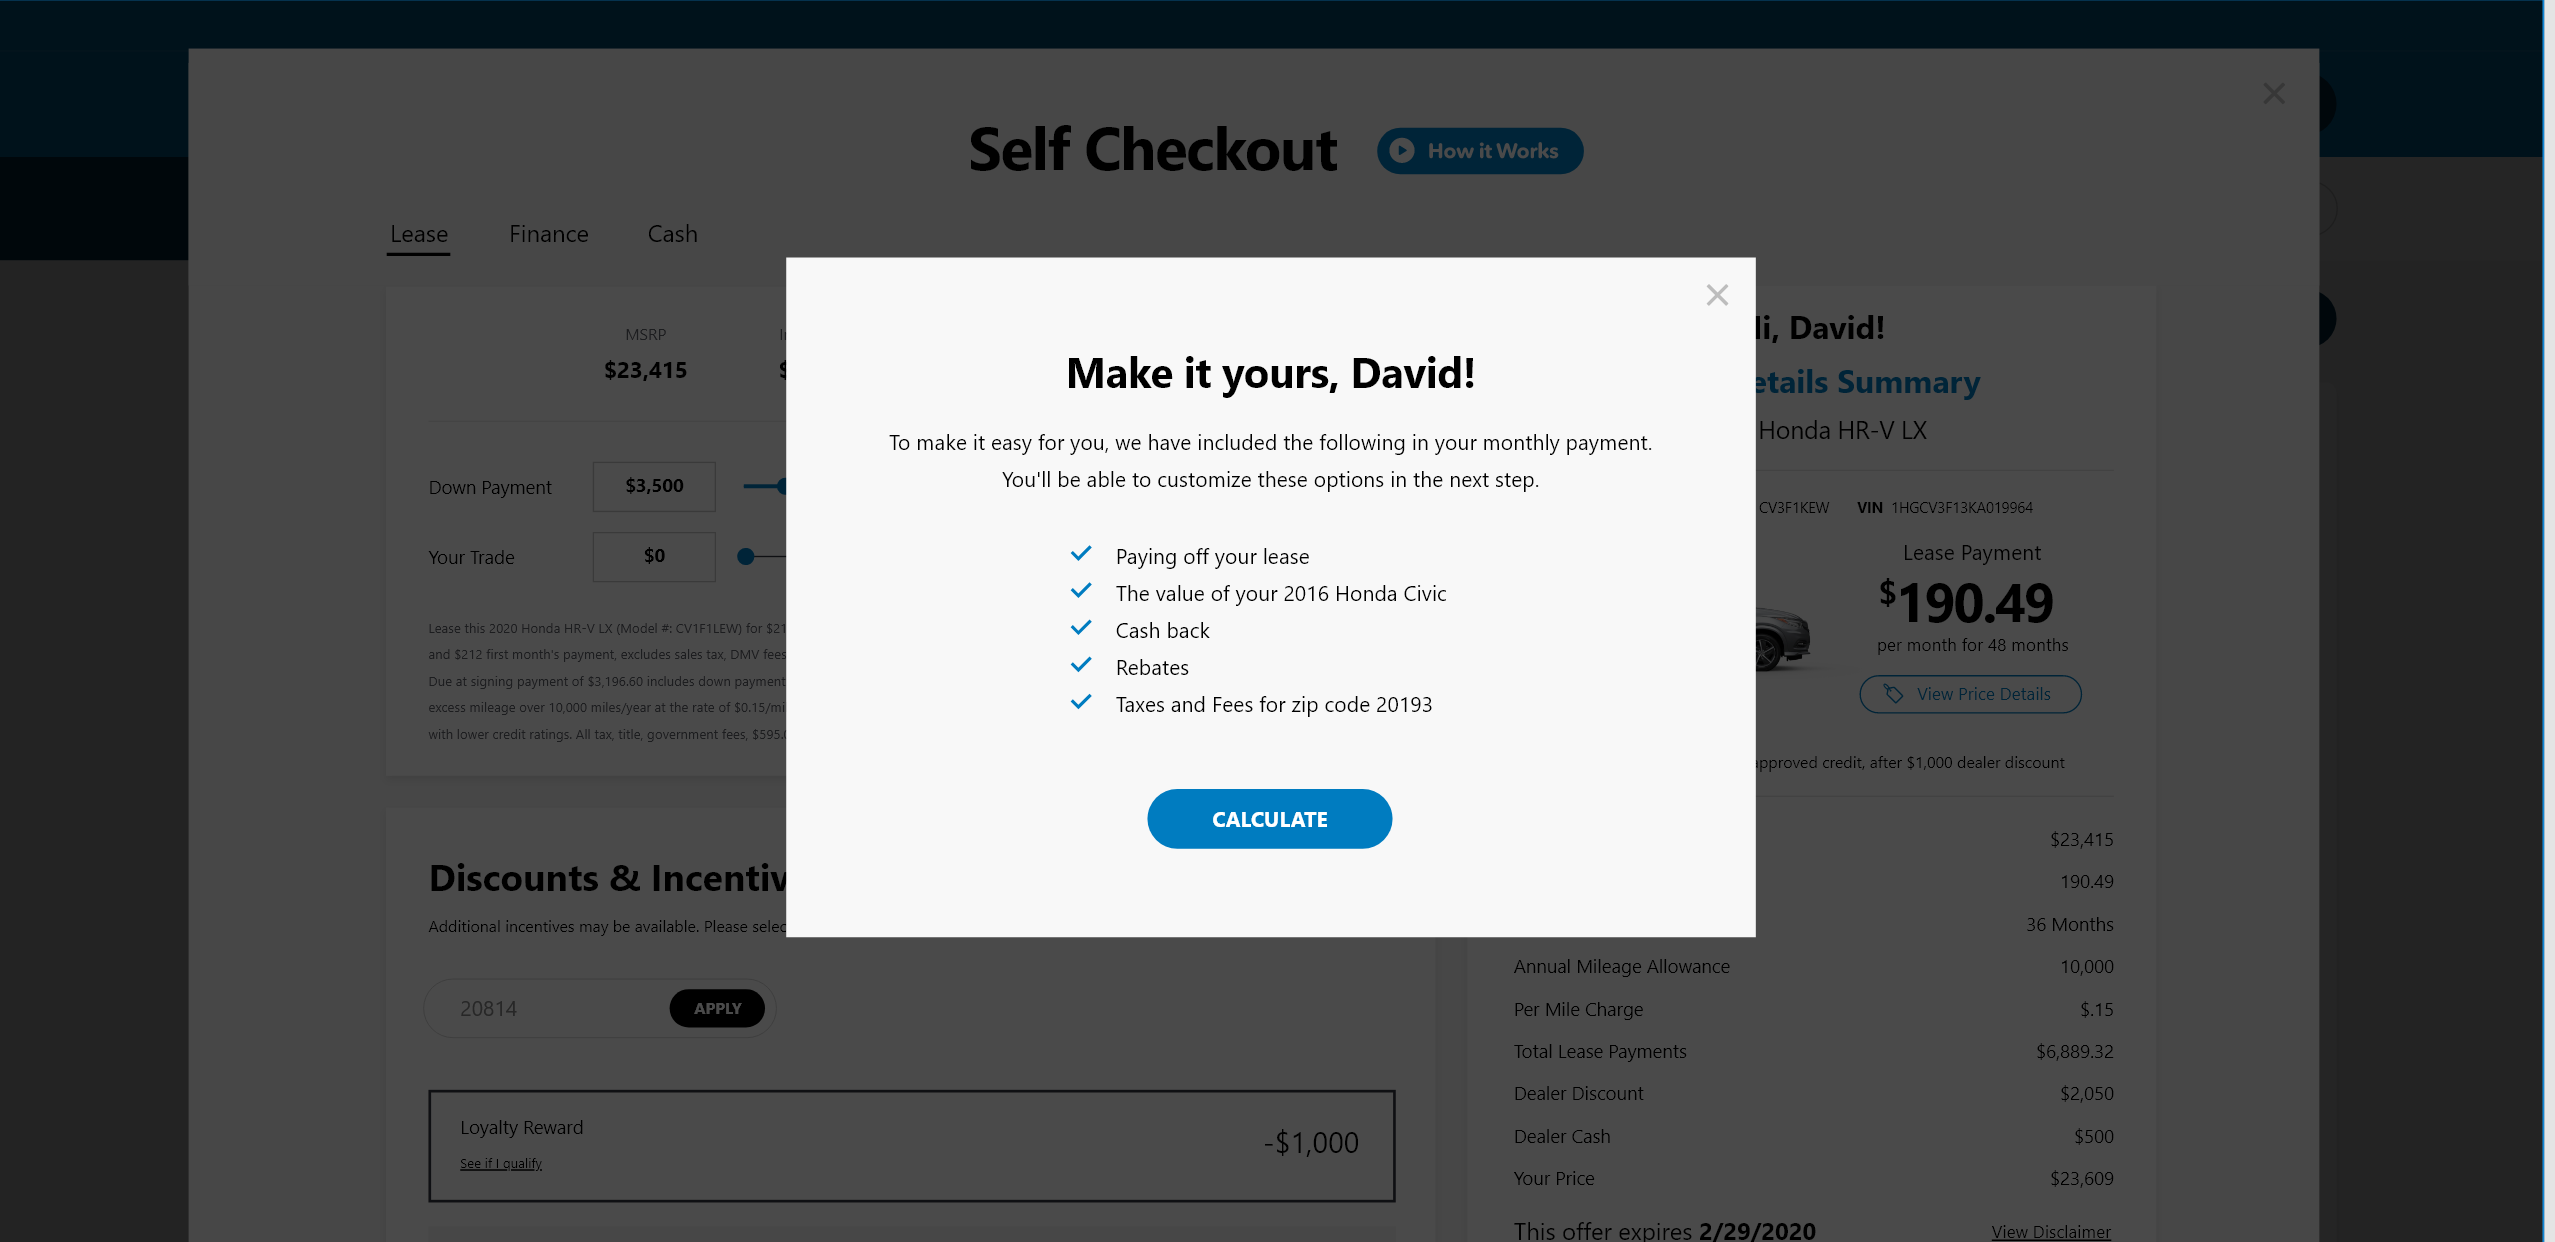 Self Checkout
How it Works
Lease Finance Cash
MSRP
$23,415
Down Payment $3,500
Your Trade $0
Lease this 2020 Honda HR-V LX (Model #: CV1F1LEW) for $21
and $212 first month's payment, excludes sales tax, DMV fees
Due at signing payment of $3,196.60 includes down payment
excess mileage over 10,000 miles/year at the rate of $0.15/mi
with lower credit ratings. All tax, title, government fees, $595.
Discounts & Incentiv
Additional incentives may be available. Please selec
20814 APPLY
Loyalty Reward
See if I qualify
-$1,000
Make it yours, David!
To make it easy for you, we have included the following in your monthly payment.
You'll be able to customize these options in the next step.
Paying off your lease
The value of your 2016 Honda Civic
Cash back
Rebates
Taxes and Fees for zip code 20193
CALCULATE
i, David!
etails Summary
Honda HR-V LX
CV3F1KEW VIN 1HGCV3F13KA019964
Lease Payment
$190.49
per month for 48 months
View Price Details
approved credit, after $1,000 dealer discount
$23,415
190.49
36 Months
Annual Mileage Allowance 10,000
Per Mile Charge $.15
Total Lease Payments $6,889.32
Dealer Discount $2,050
Dealer Cash $500
Your Price $23,609
This offer expires 2/29/2020 View Disclaimer